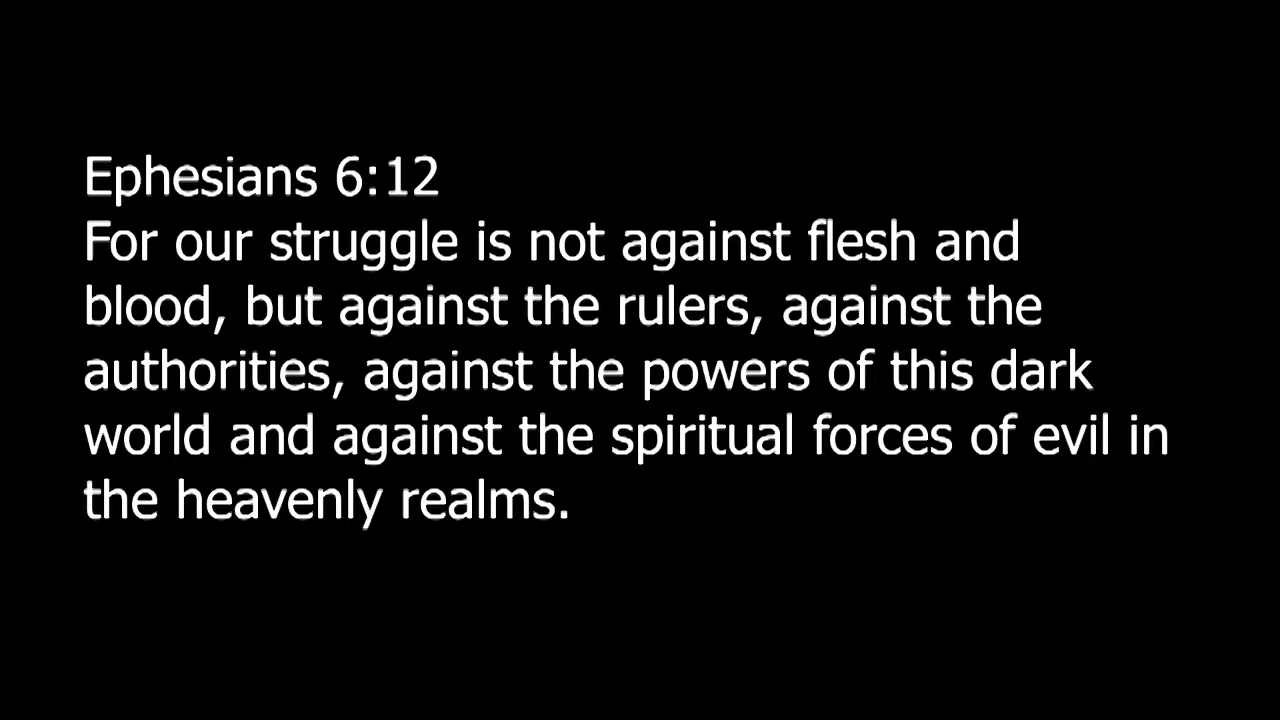 Ephesians 6:12
For our struggle is not against flesh and
blood, but against the rulers, against the
authorities, against the powers of this dark
world and against the spiritual forces of evil in
the heavenly realms.